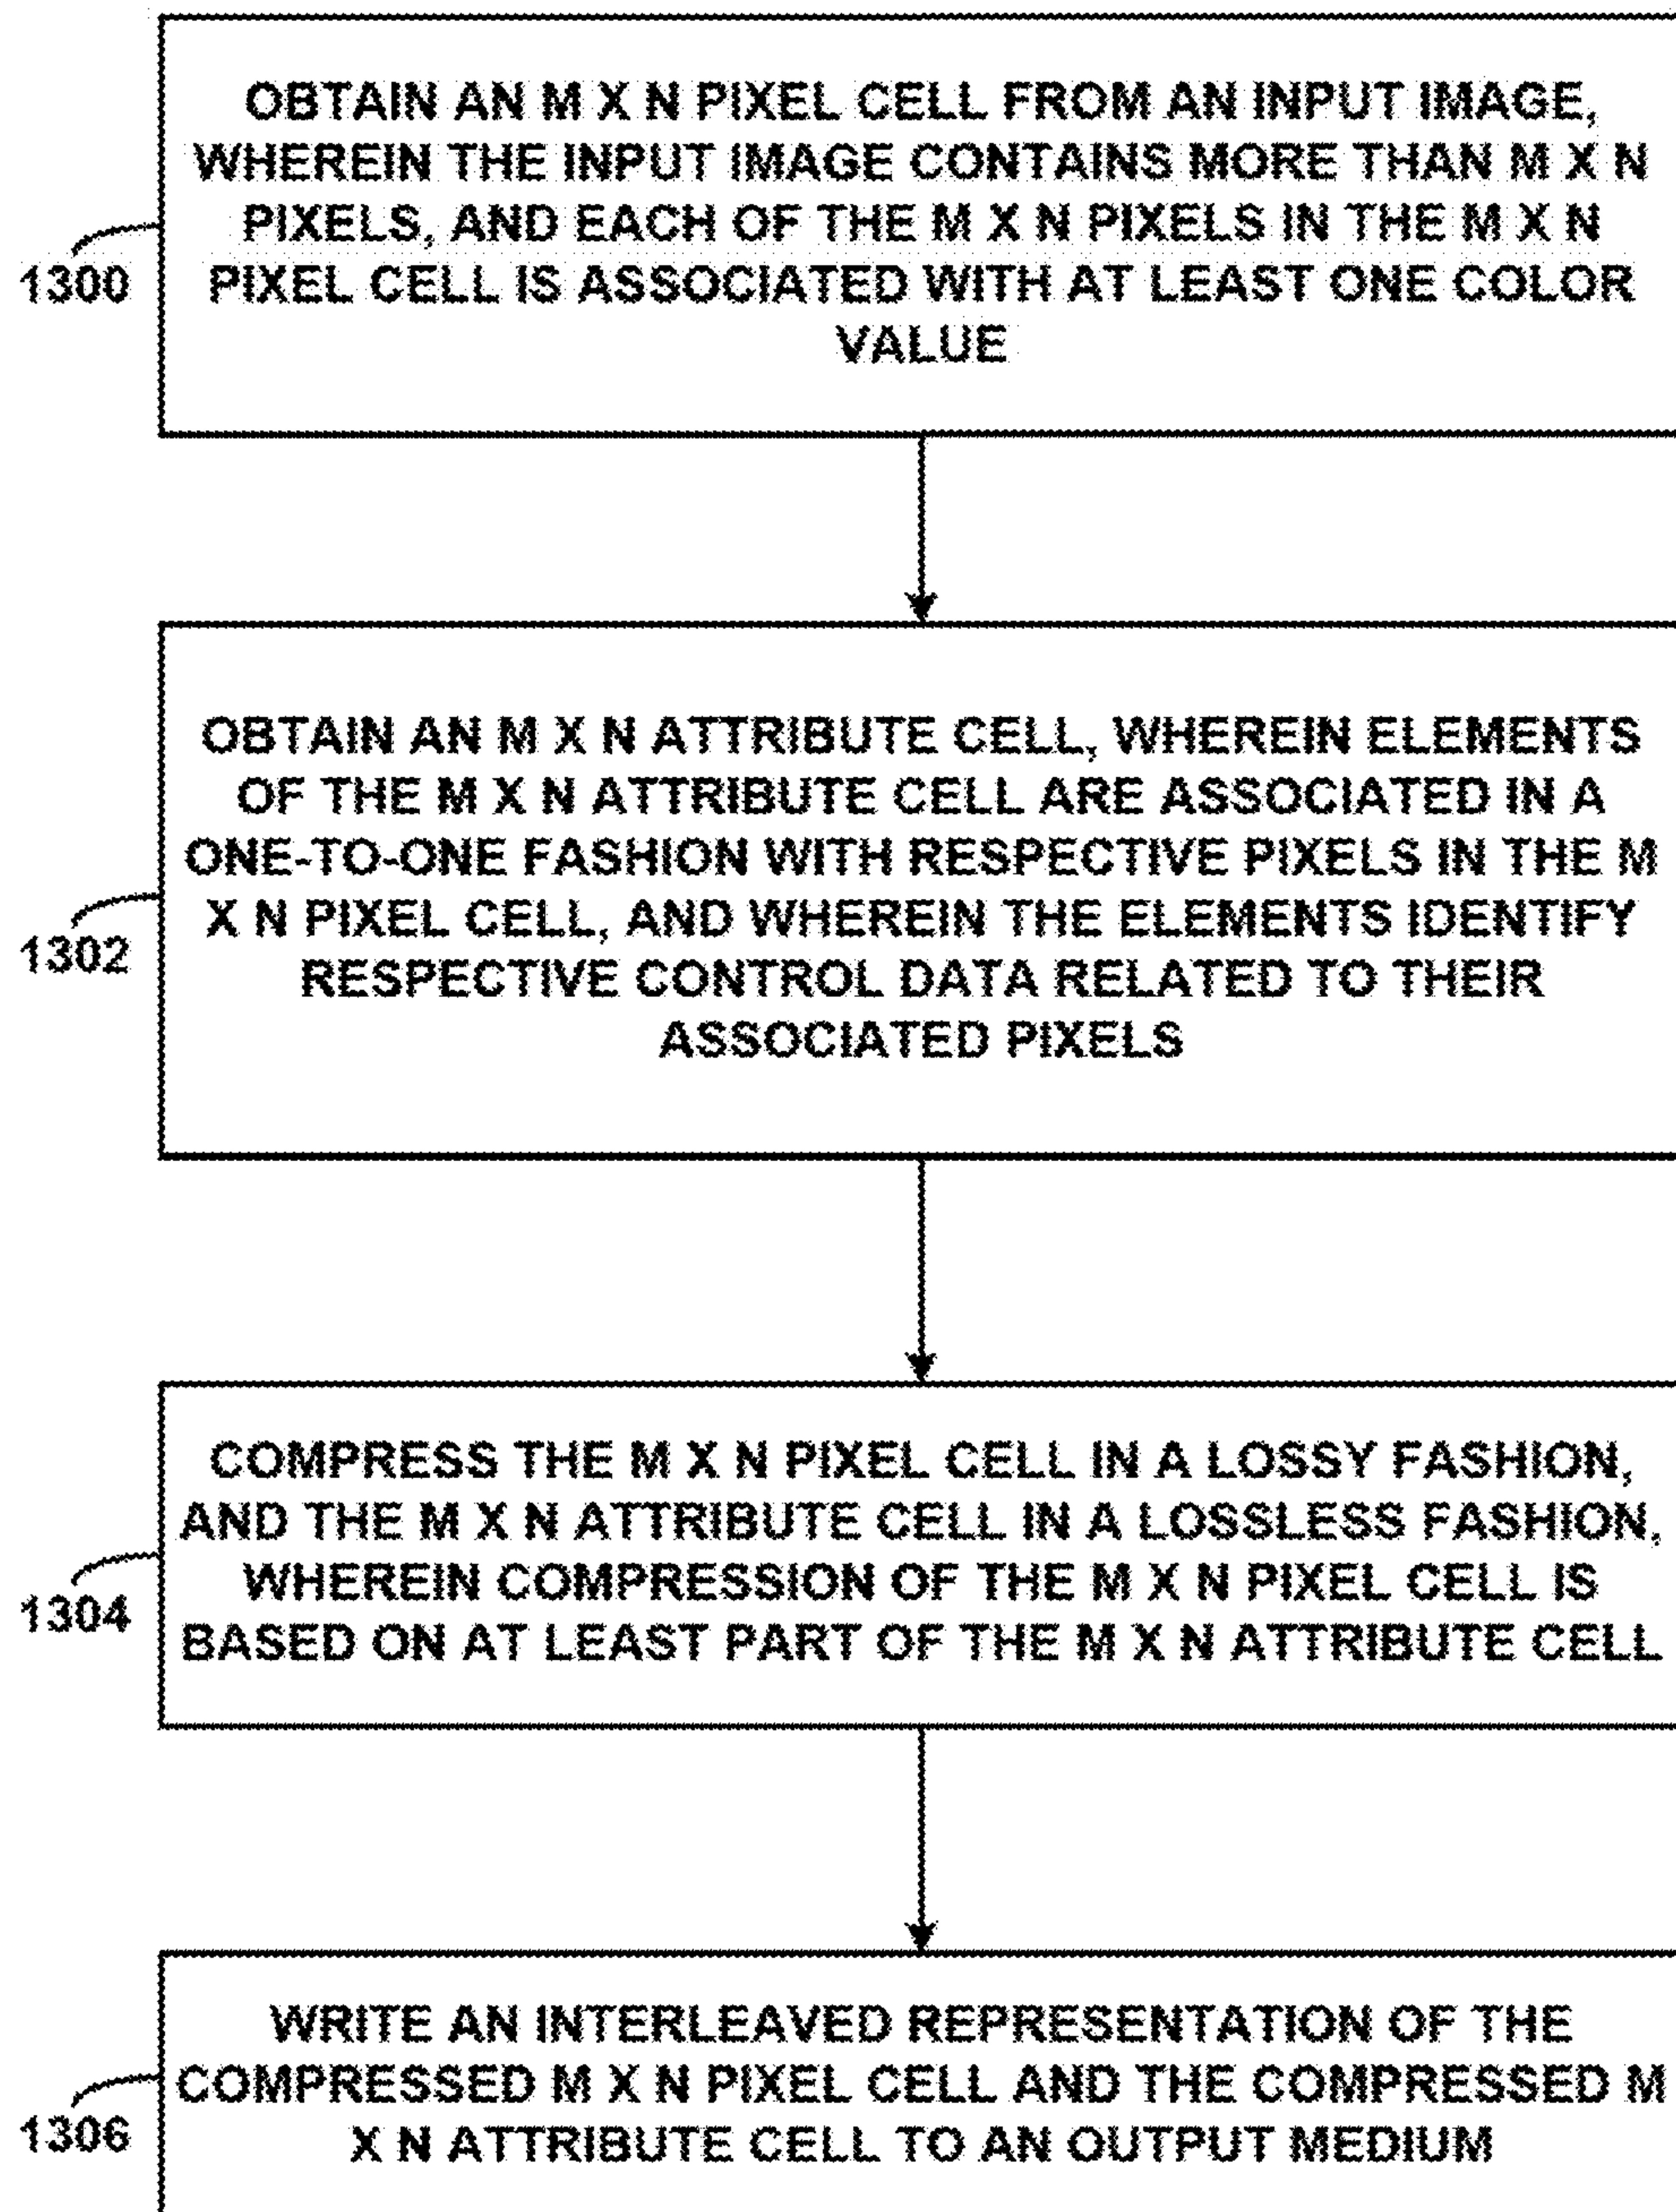 OBTAIN AN M X N PIXEL CELL FROM AN INPUT IMAGE,
WHEREIN THE INPUT IMAGE CONTAINS MORE THAN M X N
PIXELS, AND EACH OF THE M X N PIXELS IN THE M X N
PIXEL CELL IS ASSOCIATED WITH AT LEAST ONE COLOR
VALUE
1300
OBTAIN AN M X N ATTRIBUTE CELL, WHEREIN ELEMENTS
OF THE M X N ATTRIBUTE CELL ARE ASSOCIATED IN A
ONE-TO-ONE FASHION WITH RESPECTIVE PIXELS IN THE M
X N PIXEL CELL, AND WHEREIN THE ELEMENTS IDENTIFY
RESPECTIVE CONTROL DATA RELATED TO THEIR
ASSOCIATED PIXELS
1302
COMPRESS THE M X N PIXEL CELL IN A LOSSY FASHION,
AND THE M X N ATTRIBUTE CELL IN A LOSSLESS FASHION,
WHEREIN COMPRESSION OF THE M X N PIXEL CELL IS
BASED ON AT LEAST PART OF THE M X N ATTRIBUTE CELL
1304
WRITE AN INTERLEAVED REPRESENTATION OF THE
COMPRESSED M X N PIXEL CELL AND THE COMPRESSED M
X N ATTRIBUTE CELL TO AN OUTPUT MEDIUM
1306